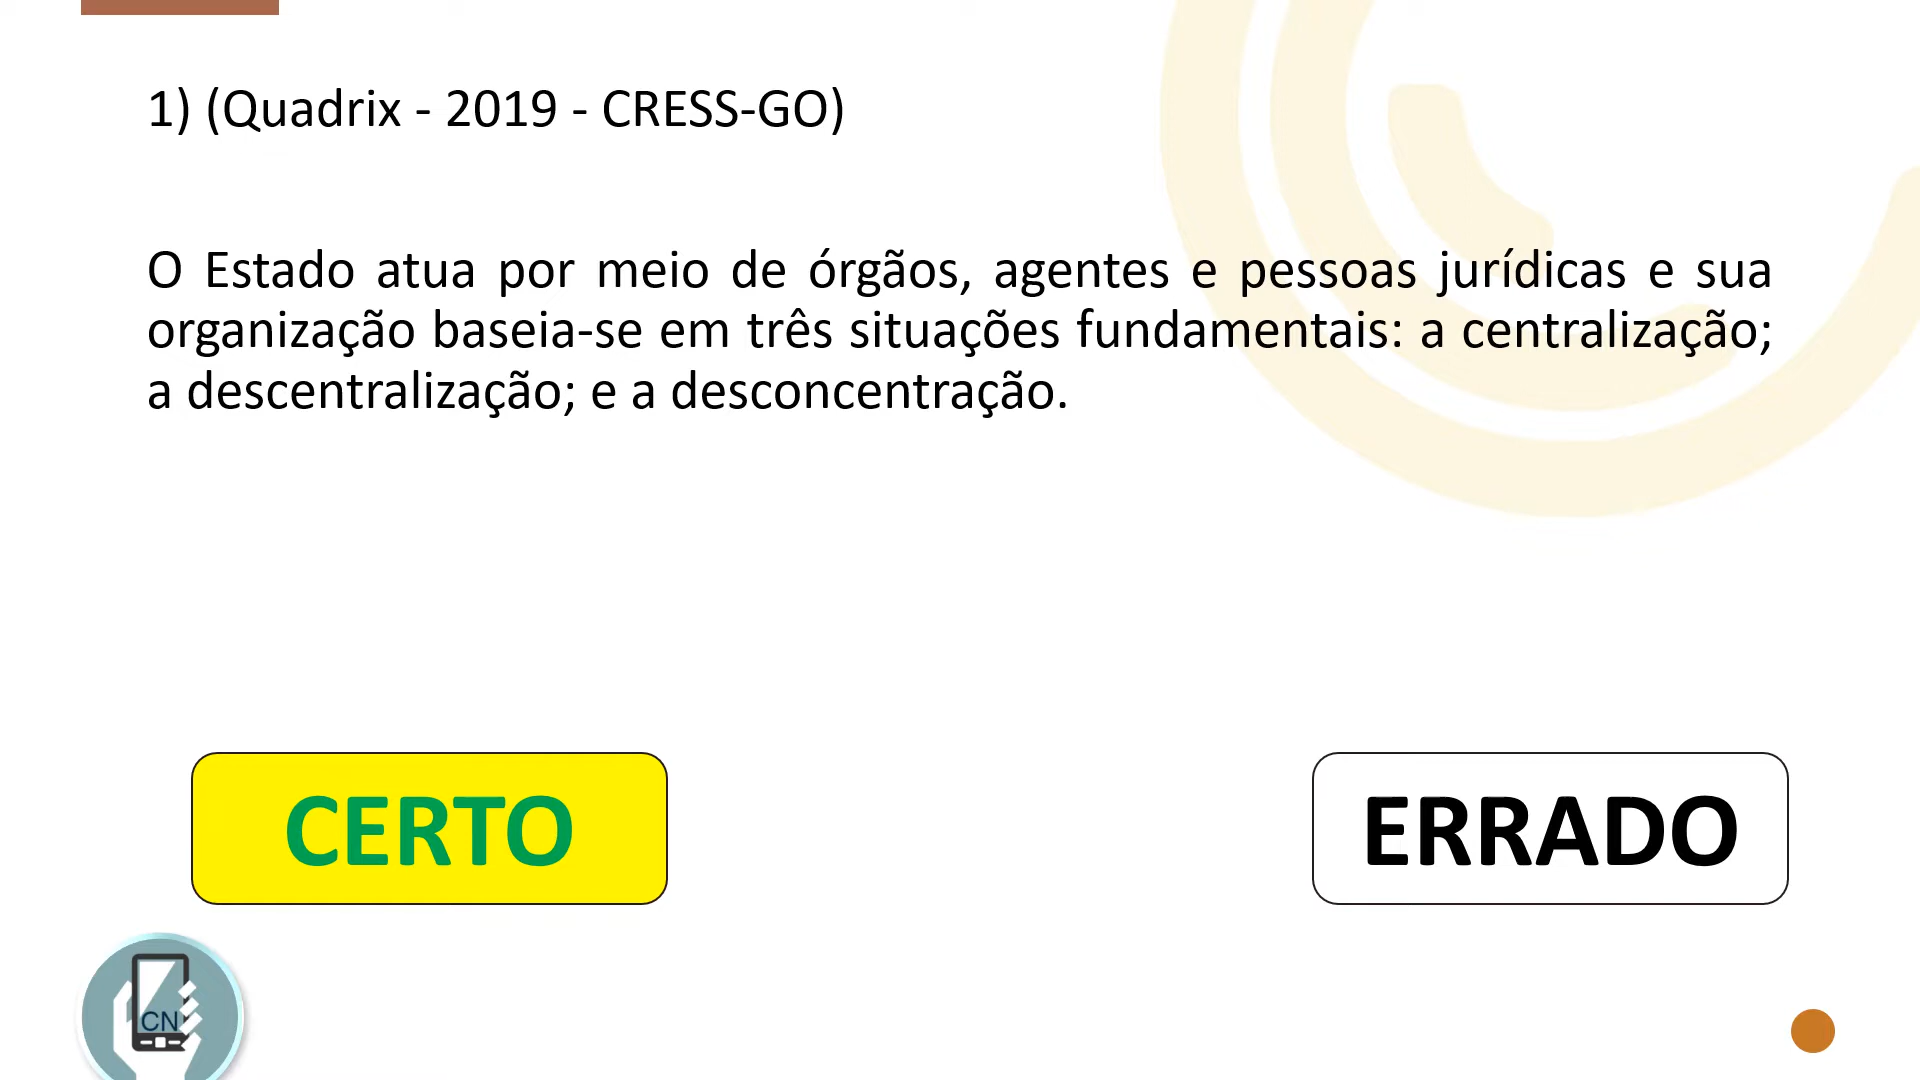 1) (Quadrix - 2019 - CRESS-GO)
O Estado atua por meio de órgãos, agentes e pessoas jurídicas e sua
organização baseia-se em três situações fundamentais: a centralização;
a descentralização; e a desconcentração.
CERTO
ERRADO
CN